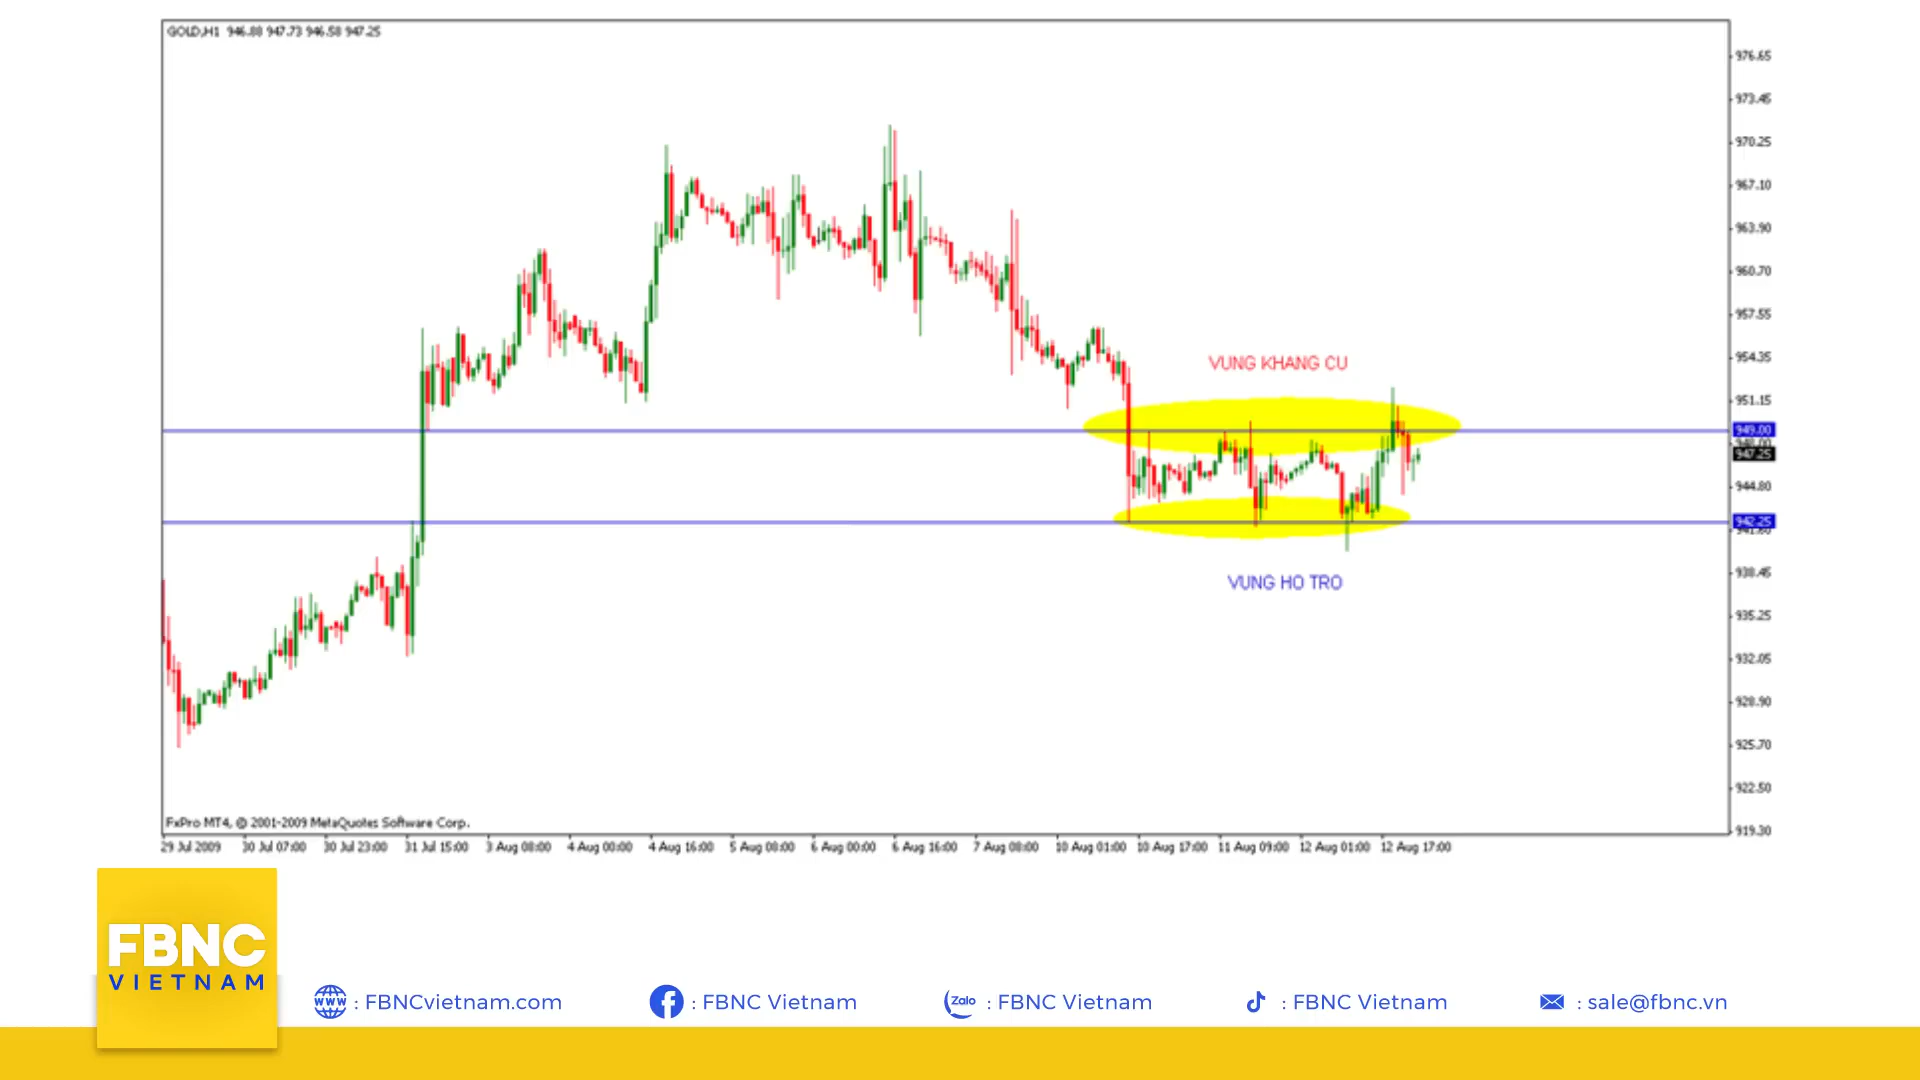 GOLD,H1 946.88 947.73 946.58 947.25
976.65
973.45
970.25
967.10
963.90
960.70
957.55
954.35
VUNG KHANG CU
951.15
949.00
948.00
947.25
944.80
942.25
941.60
VUNG HO TRO
938.45
935.25
932.05
928.90
925.70
922.50
919.30
FxPro MT4, © 2001-2009 MetaQuotes Software Corp.
29 Jul 2009 30 Jul 07:00 30 Jul 23:00 31 Jul 15:00 3 Aug 08:00 4 Aug 00:00 4 Aug 16:00 5 Aug 08:00 6 Aug 00:00 6 Aug 16:00 7 Aug 08:00 10 Aug 01:00 10 Aug 17:00 11 Aug 09:00 12 Aug 01:00 12 Aug 17:00
FBNC
VIETNAM
www : FBNCvietnam.com : FBNC Vietnam Zalo : FBNC Vietnam : FBNC Vietnam : sale@fbnc.vn